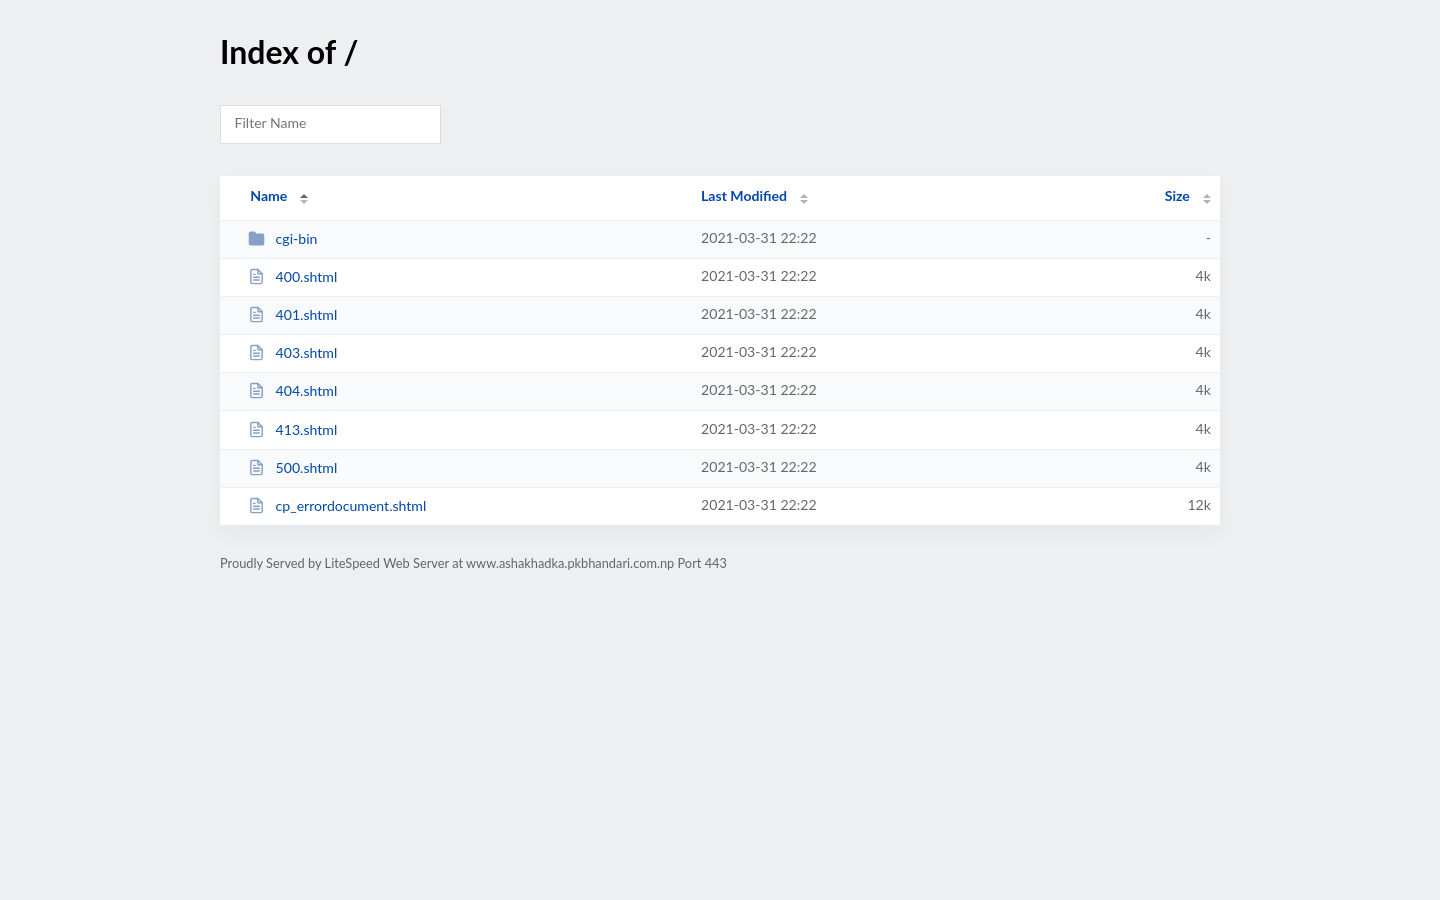 Index of /
Filter Name
Name Last Modified Size
cgi-bin 2021-03-31 22:22 -
400.shtml 2021-03-31 22:22 4k
401.shtml 2021-03-31 22:22 4k
403.shtml 2021-03-31 22:22 4k
404.shtml 2021-03-31 22:22 4k
413.shtml 2021-03-31 22:22 4k
500.shtml 2021-03-31 22:22 4k
cp_errordocument.shtml 2021-03-31 22:22 12k
Proudly Served by LiteSpeed Web Server at www.ashakhadka.pkbhandari.com.np Port 443